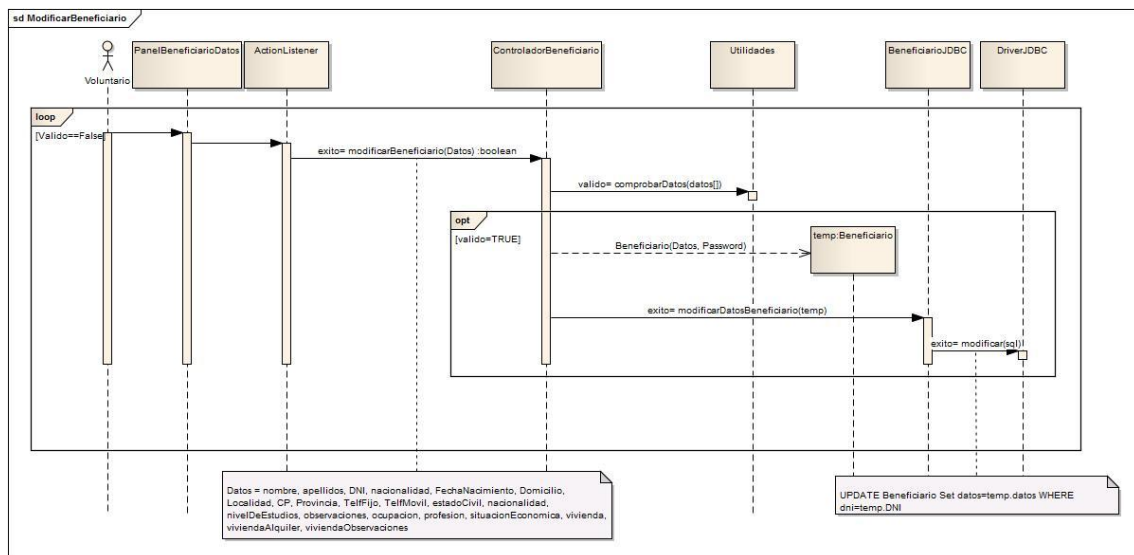 sd ModificarBeneficiario
Voluntario
PanelBeneficiarioDatos
ActionListener
ControladorBeneficiario
Utilidades
BeneficiarioJDBC
DriverJDBC
loop
[Valido==False]
exito= modificarBeneficiario(Datos) :boolean
valido= comprobarDatos(datos[])
opt
[valido=TRUE]
Beneficiario(Datos, Password)
temp:Beneficiario
exito= modificarDatosBeneficiario(temp)
exito= modificar(sql)
Datos = nombre, apellidos, DNI, nacionalidad, FechaNacimiento, Domicilio,
Localidad, CP, Provincia, TelfFijo, TelfMovil, estadoCivil, nacionalidad,
nivelDeEstudios, observaciones, ocupacion, profesion, situacionEconomica, vivienda,
viviendaAlquiler, viviendaObservaciones
UPDATE Beneficiario Set datos=temp.datos WHERE
dni=temp.DNI